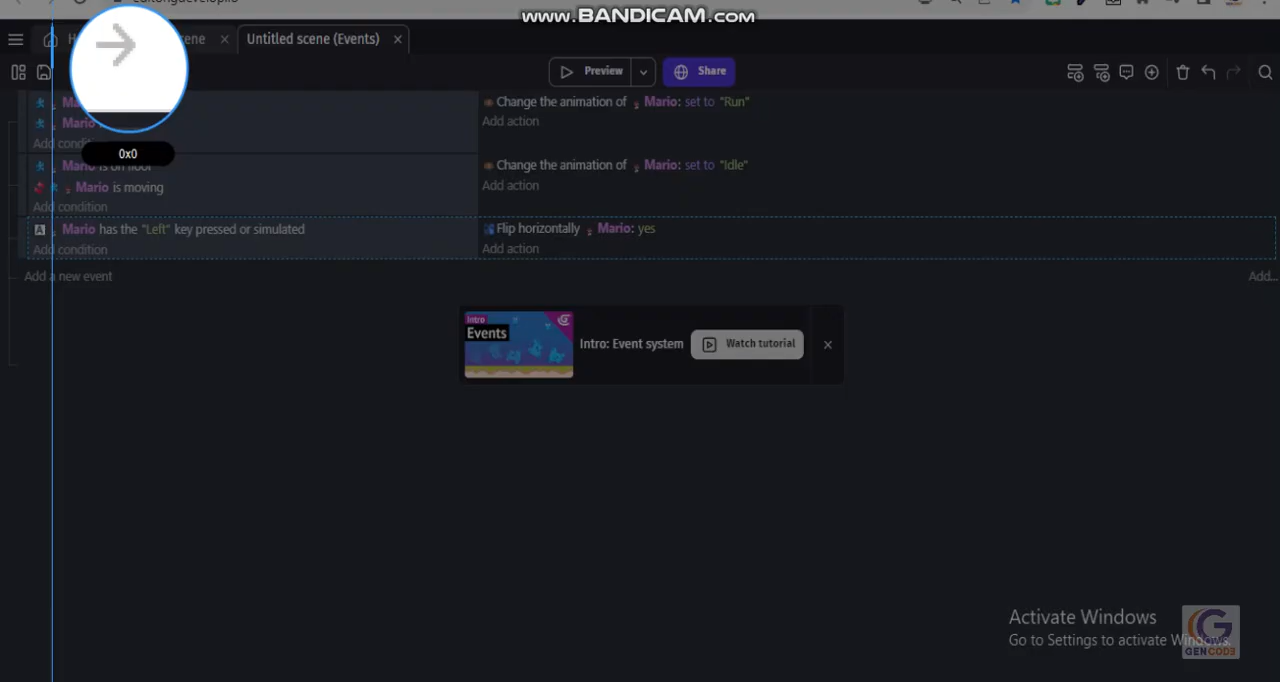 www.BANDICAM.com
Untitled scene (Events)
Preview
Share
Change the animation of Mario: set to "Run"
Add action
Add condition
0x0
Mario is on floor
Mario is moving
Add condition
Change the animation of Mario: set to "Idle"
Add action
Mario has the "Left" key pressed or simulated
Add condition
Flip horizontally Mario: yes
Add action
Add a new event
Add...
Intro
Events
Intro: Event system
Watch tutorial
Activate Windows
Go to Settings to activate Windows.
GENCODE